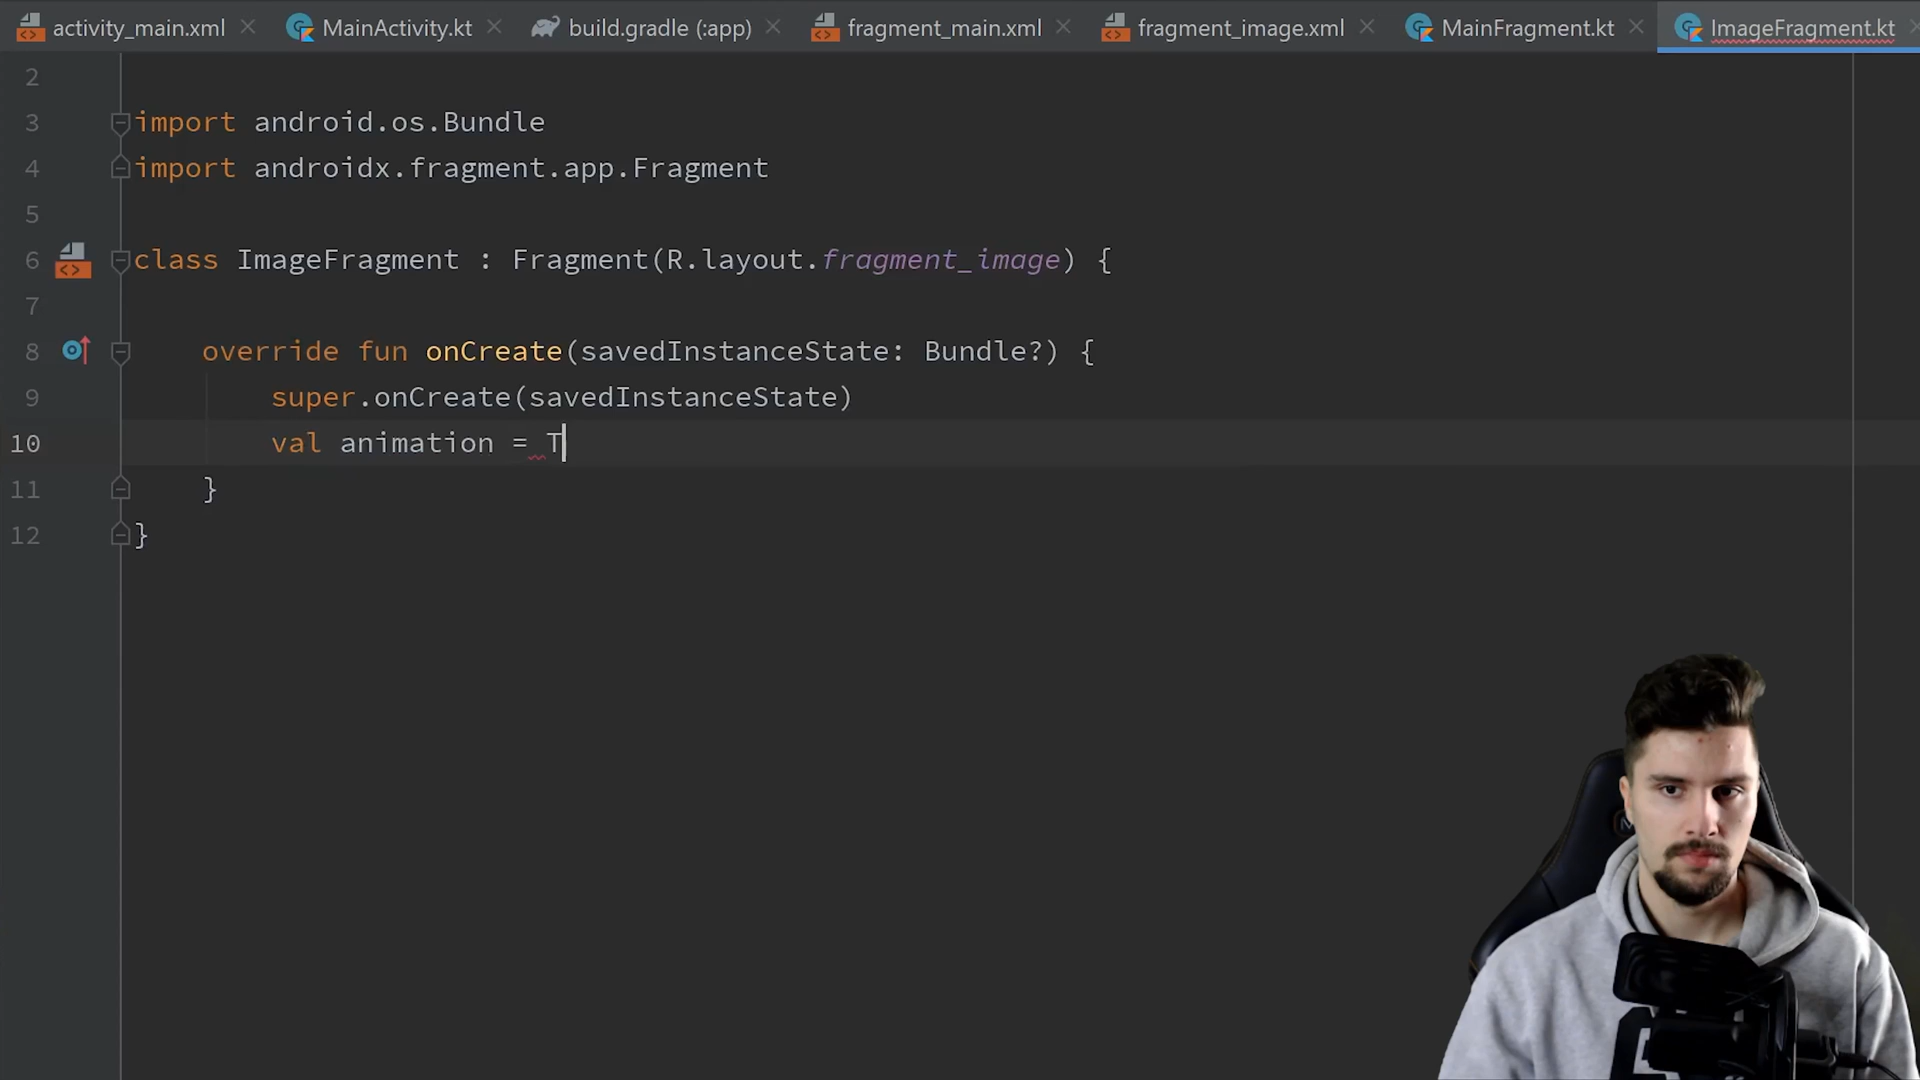 activity_main.xml MainActivity.kt build.gradle (:app) fragment_main.xml fragment_image.xml MainFragment.kt ImageFragment.kt
2
3 import android.os.Bundle
4 import androidx.fragment.app.Fragment
5
6 class ImageFragment : Fragment(R.layout.fragment_image) {
7
8 override fun onCreate(savedInstanceState: Bundle?) {
9 super.onCreate(savedInstanceState)
10 val animation = T
11 }
12 }